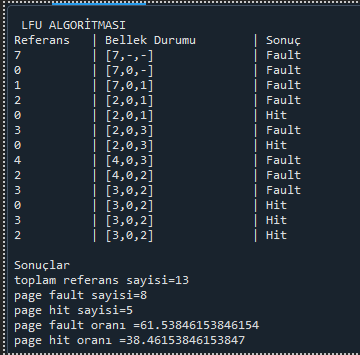 LFU ALGORİTMASI
Referans | Bellek Durumu | Sonuç
7 | [7,-,-] | Fault
0 | [7,0,-] | Fault
1 | [7,0,1] | Fault
2 | [2,0,1] | Fault
0 | [2,0,1] | Hit
3 | [2,0,3] | Fault
0 | [2,0,3] | Hit
4 | [4,0,3] | Fault
2 | [4,0,2] | Fault
3 | [3,0,2] | Fault
0 | [3,0,2] | Hit
3 | [3,0,2] | Hit
2 | [3,0,2] | Hit
Sonuçlar
toplam referans sayisi=13
page fault sayisi=8
page hit sayisi=5
page fault oranı =61.53846153846154
page hit oranı =38.46153846153847